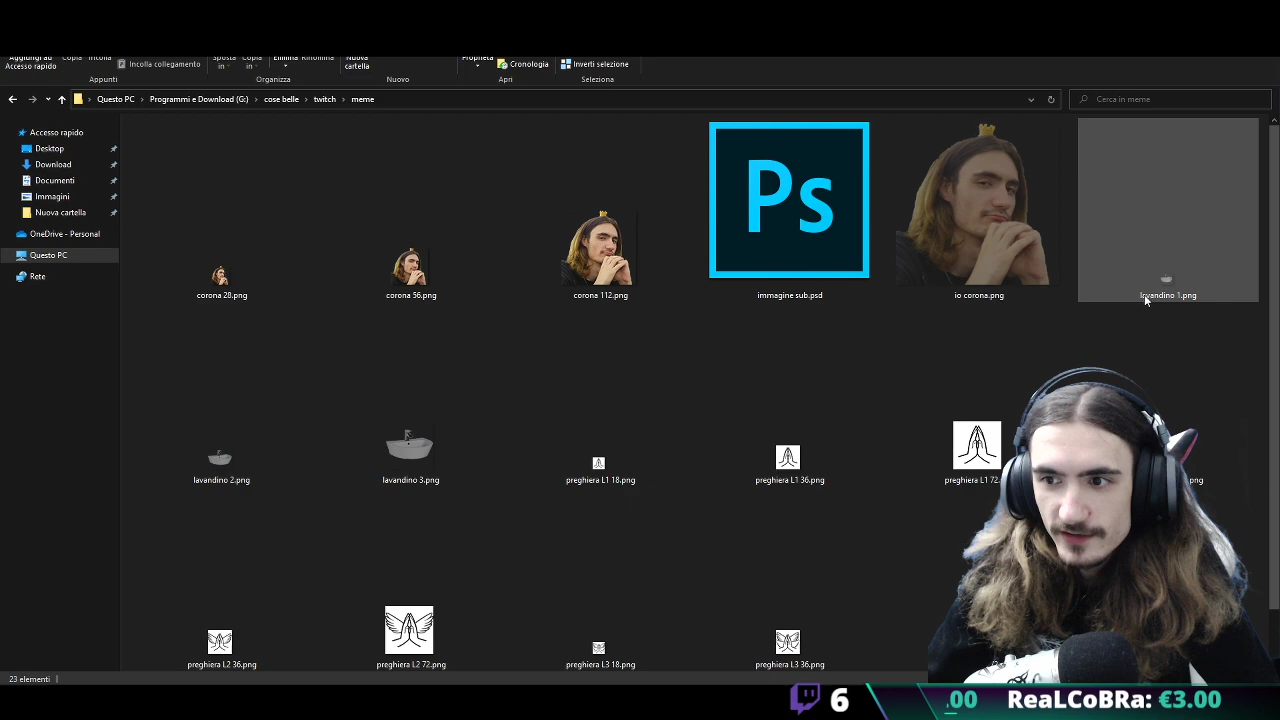 Aggiungi ad Copia Incolla
Accesso rapido
Incolla collegamento
Sposta in
Copia in
Elimina
Rinomina
Nuova cartella
Proprietà
Cronologia
Inverti selezione
Appunti
Organizza
Nuovo
Apri
Seleziona
Questo PC > Programmi e Download (G:) > cose belle > twitch > meme
Cerca in meme
Accesso rapido
Desktop
Download
Documenti
Immagini
Nuova cartella
OneDrive - Personal
Questo PC
Rete
Ps
corona 28.png
corona 56.png
corona 112.png
immagine sub.psd
io corona.png
lavandino 1.png
lavandino 2.png
lavandino 3.png
preghiera L1 18.png
preghiera L1 36.png
preghiera L1 72.
png
preghiera L2 36.png
preghiera L2 72.png
preghiera L3 18.png
preghiera L3 36.png
23 elementi
6
.00
ReaLCoBRa: €3.00